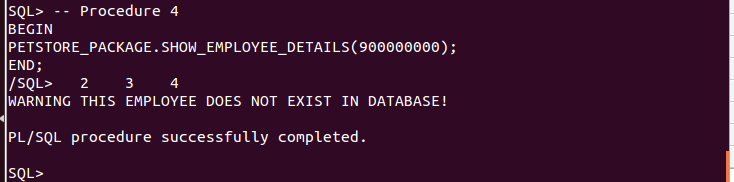 SQL> -- Procedure 4
BEGIN
PETSTORE_PACKAGE.SHOW_EMPLOYEE_DETAILS(900000000);
END;
/SQL>   2    3    4
WARNING THIS EMPLOYEE DOES NOT EXIST IN DATABASE!
PL/SQL procedure successfully completed.
SQL>